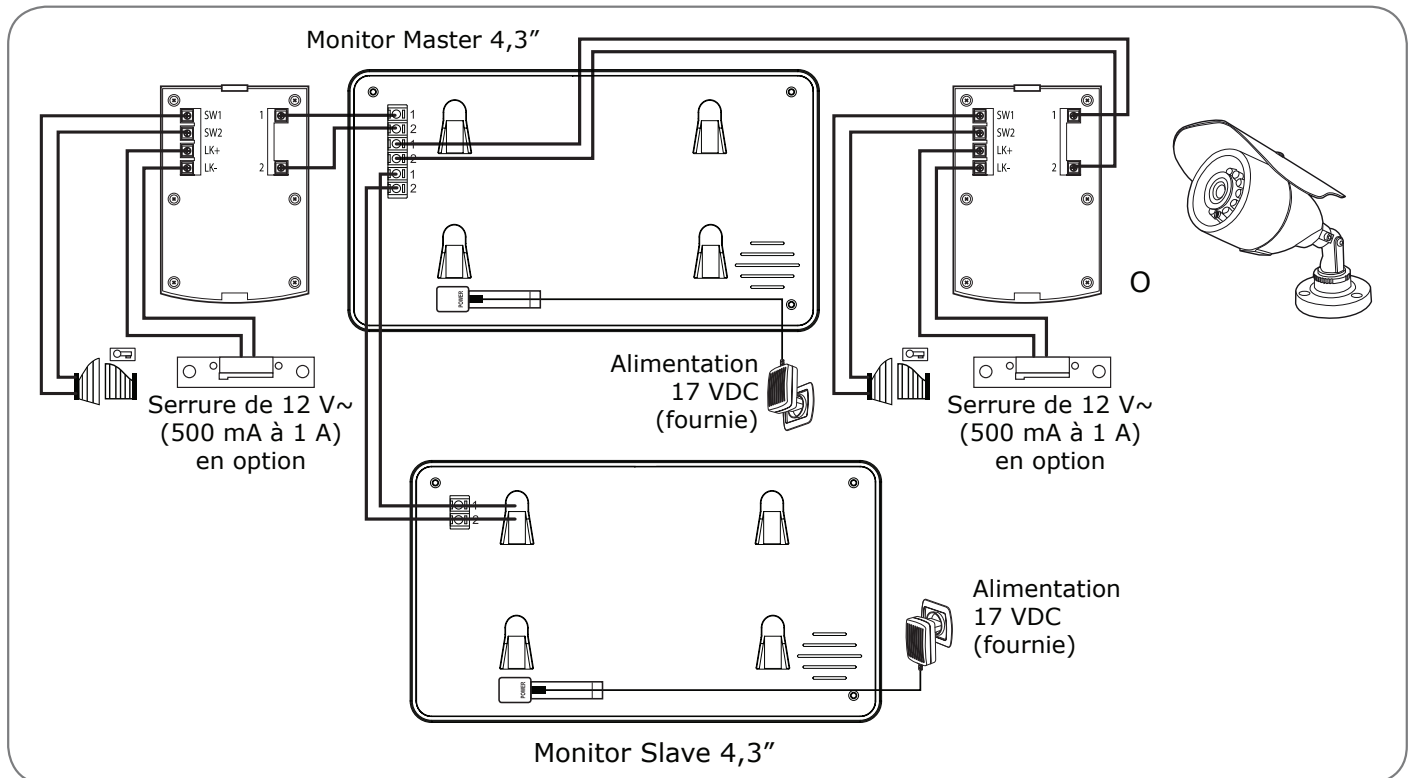 Monitor Master 4,3”
SW1
SW2
LK+
LK-
1
2
1
2
1
2
1
2
POWER
SW1
SW2
LK+
LK-
1
2
O
Serrure de 12 V~
(500 mA à 1 A)
en option
Alimentation
17 VDC
(fournie)
Serrure de 12 V~
(500 mA à 1 A)
en option
1
2
POWER
Alimentation
17 VDC
(fournie)
Monitor Slave 4,3”